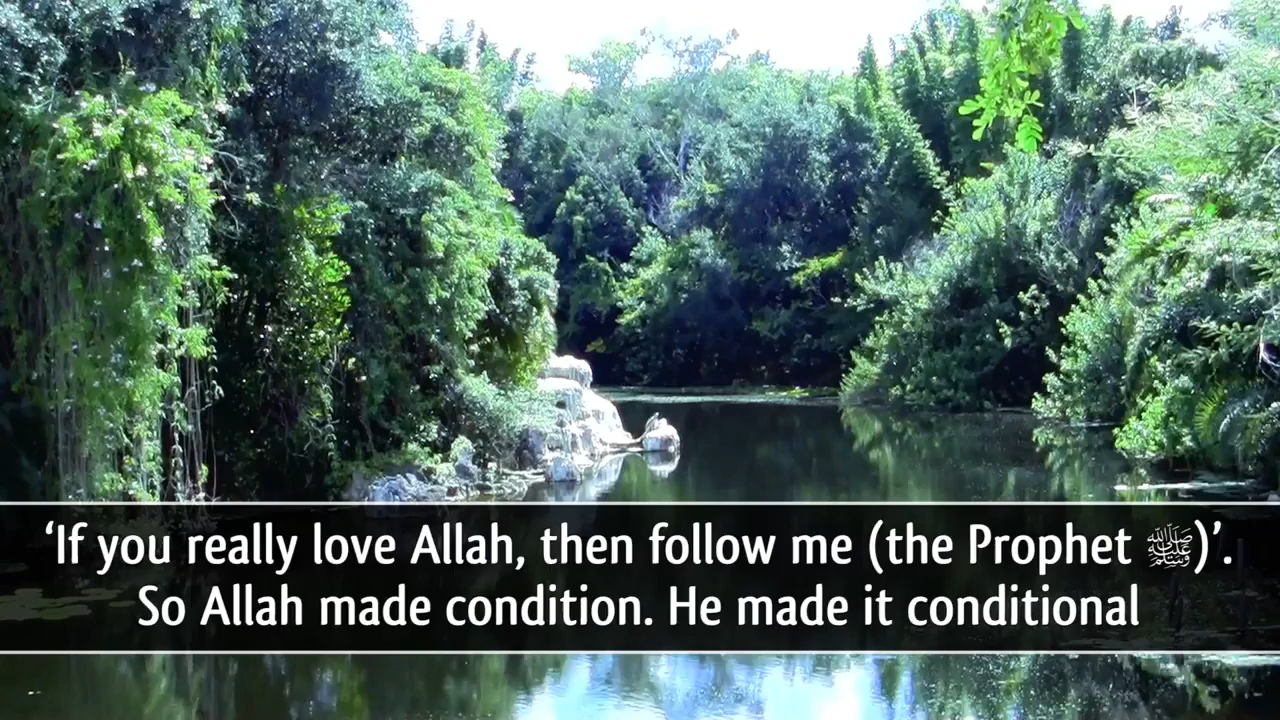 ‘If you really love Allah, then follow me (the Prophet ﷺ)’.
So Allah made condition. He made it conditional